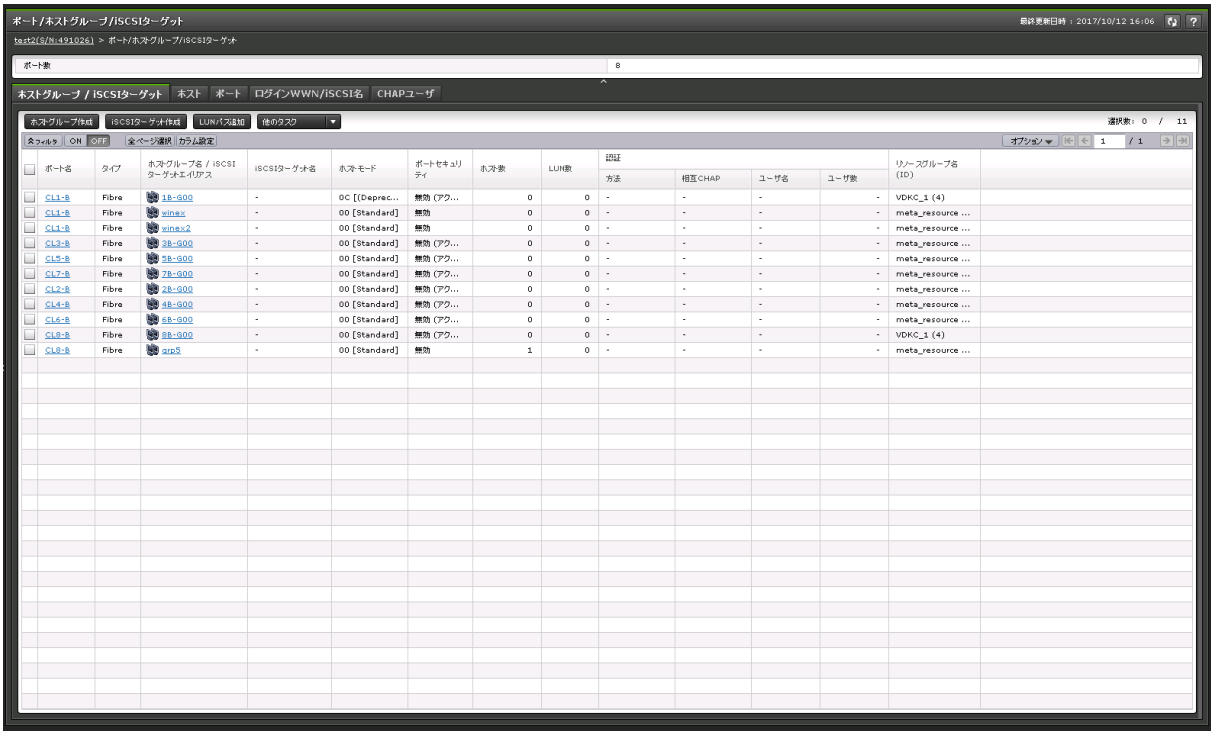 ポート/ホストグループ/iSCSIターゲット
最終更新日時 : 2017/10/12 16:06 ?
test2(S/N:491026) > ポート/ホストグループ/iSCSIターゲット
ポート数 8
ホストグループ / iSCSIターゲット ホスト ポート ログインWWN/iSCSI名 CHAPユーザ
ホストグループ作成 iSCSIターゲット作成 LUNパス追加 他のタスク 選択数: 0 / 11
フィルタ ON OFF 全ページ選択 カラム設定 オプション 1 / 1
ポート名 タイプ ホストグループ名 / iSCSIターゲットエイリアス iSCSIターゲット名 ホストモード ポートセキュリティ ホスト数 LUN数 認証 リソースグループ名 (ID)
方法 相互CHAP ユーザ名 ユーザ数
CL1-B Fibre 1B-G00 - 0C [(Deprec... 無効 (アク... 0 0 - - - - VDKC_1 (4)
CL1-B Fibre winex - 00 [Standard] 無効 0 0 - - - - meta_resource ...
CL1-B Fibre winex2 - 00 [Standard] 無効 0 0 - - - - meta_resource ...
CL3-B Fibre 3B-G00 - 00 [Standard] 無効 (アク... 0 0 - - - - meta_resource ...
CL5-B Fibre 5B-G00 - 00 [Standard] 無効 (アク... 0 0 - - - - meta_resource ...
CL7-B Fibre 7B-G00 - 00 [Standard] 無効 (アク... 0 0 - - - - meta_resource ...
CL2-B Fibre 2B-G00 - 00 [Standard] 無効 (アク... 0 0 - - - - meta_resource ...
CL4-B Fibre 4B-G00 - 00 [Standard] 無効 (アク... 0 0 - - - - meta_resource ...
CL6-B Fibre 6B-G00 - 00 [Standard] 無効 (アク... 0 0 - - - - meta_resource ...
CL8-B Fibre 8B-G00 - 00 [Standard] 無効 (アク... 0 0 - - - - VDKC_1 (4)
CL8-B Fibre grp5 - 00 [Standard] 無効 1 0 - - - - meta_resource ...